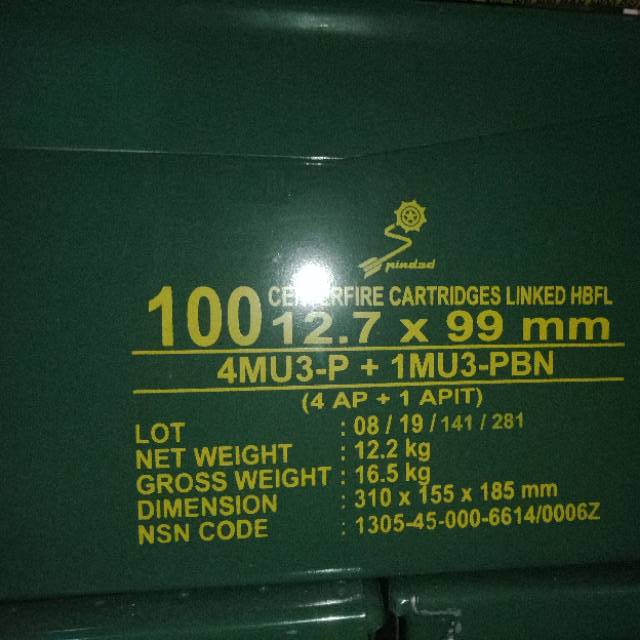 pindad
100 CENTERFIRE CARTRIDGES LINKED HBFL
12.7 x 99 mm
4MU3-P + 1MU3-PBN
(4 AP + 1 APIT)
LOT : 08 / 19 / 141 / 281
NET WEIGHT : 12.2 kg
GROSS WEIGHT : 16.5 kg
DIMENSION : 310 x 155 x 185 mm
NSN CODE : 1305-45-000-6614/0006Z